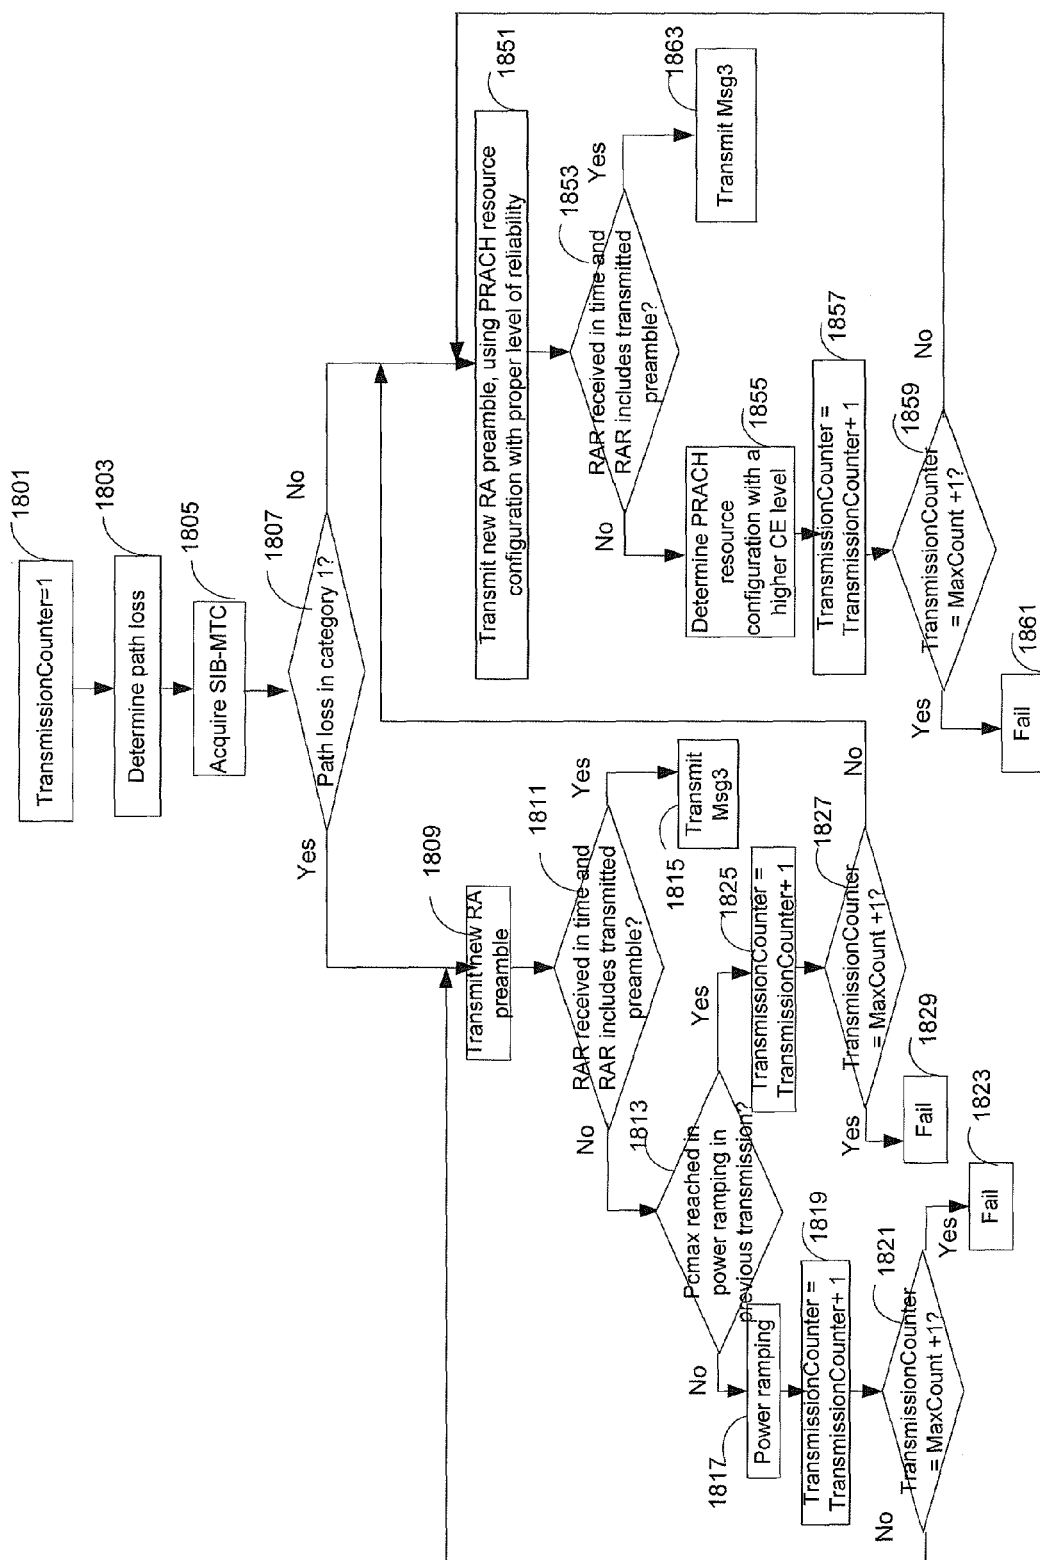 TransmissionCounter=1
1801
Determine path loss
1803
Acquire SIB-MTC
1805
Path loss in category 1?
1807
Yes
No
Transmit new RA
preamble
1809
RAR received in time and
RAR includes transmitted
preamble?
1811
Yes
Transmit
Msg3
1815
No
Pcmax reached in
power ramping in
previous transmission?
1813
No
Power ramping
1817
TransmissionCounter =
TransmissionCounter+ 1
1819
TransmissionCounter
= MaxCount +1?
1821
No
Yes
Fail
1823
Yes
TransmissionCounter =
TransmissionCounter+ 1
1825
TransmissionCounter
= MaxCount +1?
1827
Yes
Fail
1829
No
Transmit new RA preamble, using PRACH resource
configuration with proper level of reliability
1851
RAR received in time and
RAR includes transmitted
preamble?
1853
Yes
Transmit Msg3
1863
No
Determine PRACH
resource
configuration with a
higher CE level
1855
TransmissionCounter =
TransmissionCounter+ 1
1857
TransmissionCounter
= MaxCount +1?
1859
No
Yes
Fail
1861